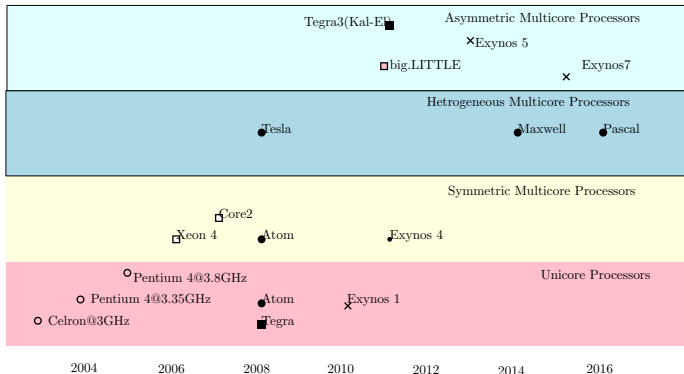 Tegra3(Kal-El) Asymmetric Multicore Processors
Exynos 5
big.LITTLE Exynos7
Hetrogeneous Multicore Processors
Tesla Maxwell Pascal
Symmetric Multicore Processors
Core2
Xeon 4 Atom Exynos 4
Unicore Processors
Pentium 4@3.8GHz
Pentium 4@3.35GHz Atom Exynos 1
Celron@3GHz Tegra
2004 2006 2008 2010 2012 2014 2016